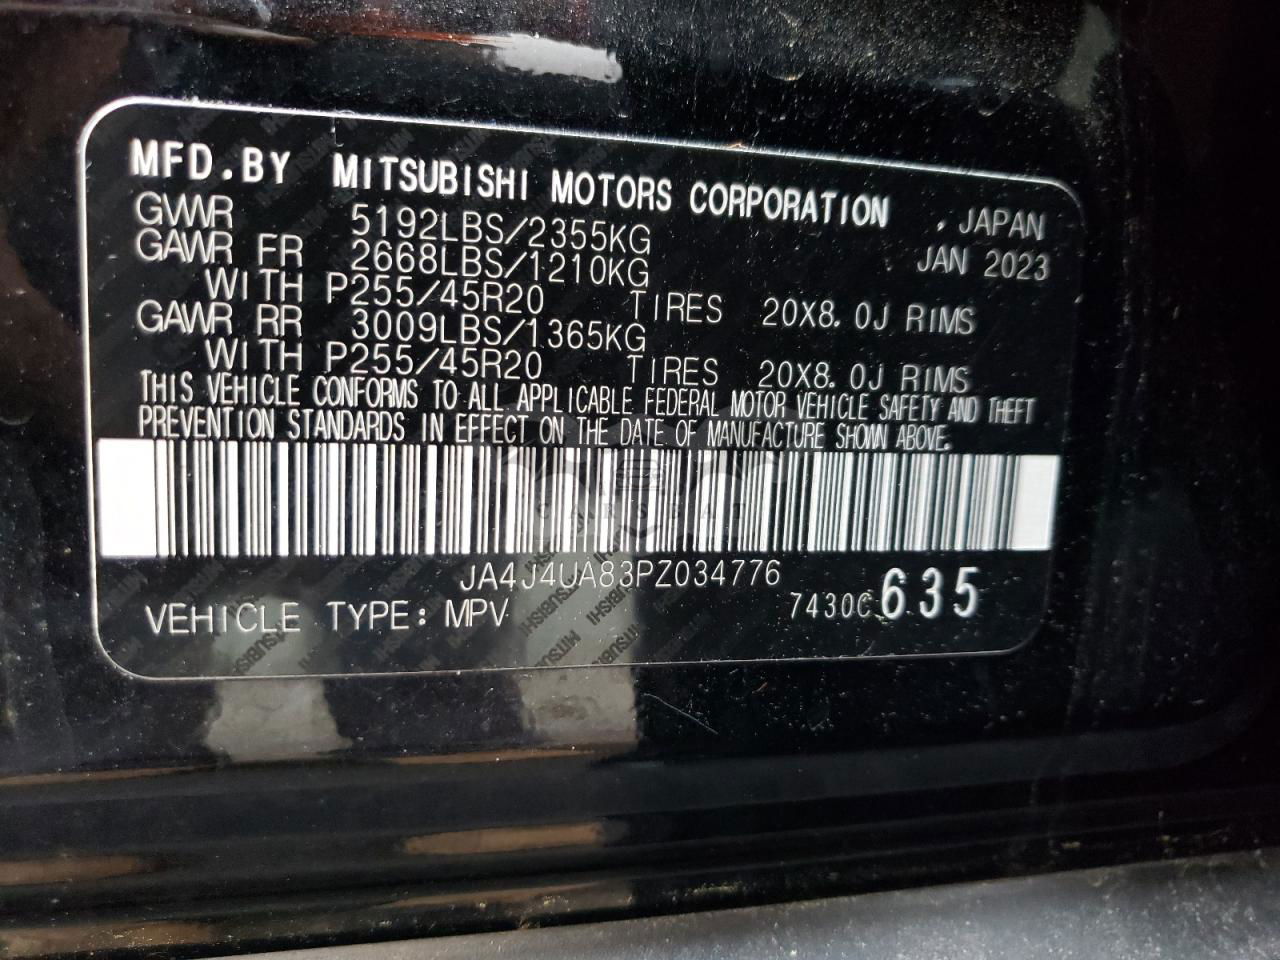 MFD.BY MITSUBISHI MOTORS CORPORATION . JAPAN
GVWR 5192LBS/2355KG JAN 2023
GAWR FR 2668LBS/1210KG
WITH P255/45R20 TIRES 20X8.0J RIMS
GAWR RR 3009LBS/1365KG
WITH P255/45R20 TIRES 20X8.0J RIMS
THIS VEHICLE CONFORMS TO ALL APPLICABLE FEDERAL MOTOR VEHICLE SAFETY AND THEFT
PREVENTION STANDARDS IN EFFECT ON THE DATE OF MANUFACTURE SHOWN ABOVE.
JA4J4UA83PZ034776
VEHICLE TYPE: MPV 7430C 635